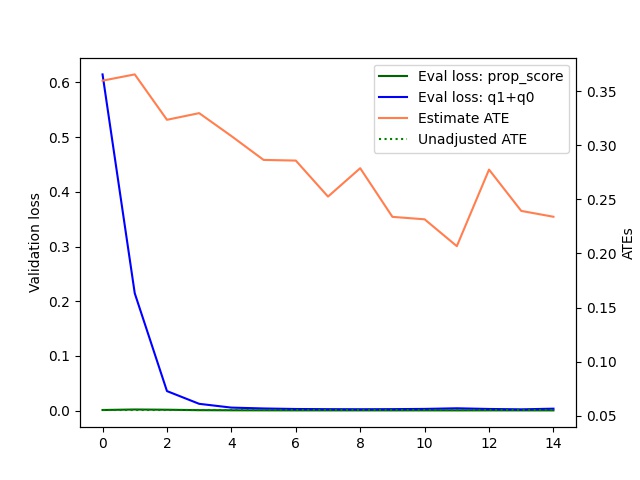 Eval loss: prop_score
Eval loss: q1+q0
Estimate ATE
Unadjusted ATE
Validation loss
0.6
0.5
0.4
0.3
0.2
0.1
0.0
0.35
0.30
0.25
0.20
0.15
0.10
0.05
ATEs
0 2 4 6 8 10 12 14